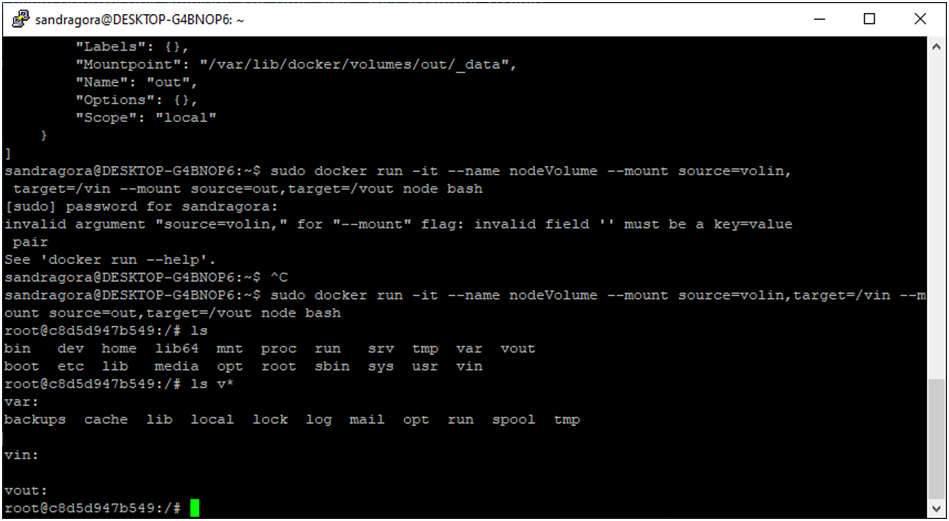 sandragora@DESKTOP-G4BNOP6: ~
        "Labels": {},
        "Mountpoint": "/var/lib/docker/volumes/out/_data",
        "Name": "out",
        "Options": {},
        "Scope": "local"
    }
]
sandragora@DESKTOP-G4BNOP6:~$ sudo docker run -it --name nodeVolume --mount source=volin,
 target=/vin --mount source=out,target=/vout node bash
[sudo] password for sandragora:
invalid argument "source=volin," for "--mount" flag: invalid field '' must be a key=value
 pair
See 'docker run --help'.
sandragora@DESKTOP-G4BNOP6:~$ ^C
sandragora@DESKTOP-G4BNOP6:~$ sudo docker run -it --name nodeVolume --mount source=volin,target=/vin --m
ount source=out,target=/vout node bash
root@c8d5d947b549:/# ls
bin   dev  home  lib64  mnt  proc  run   srv  tmp  var  vout
boot  etc  lib   media  opt  root  sbin  sys  usr  vin
root@c8d5d947b549:/# ls v*
var:
backups  cache  lib  local  lock  log  mail  opt  run  spool  tmp
vin:
vout:
root@c8d5d947b549:/#